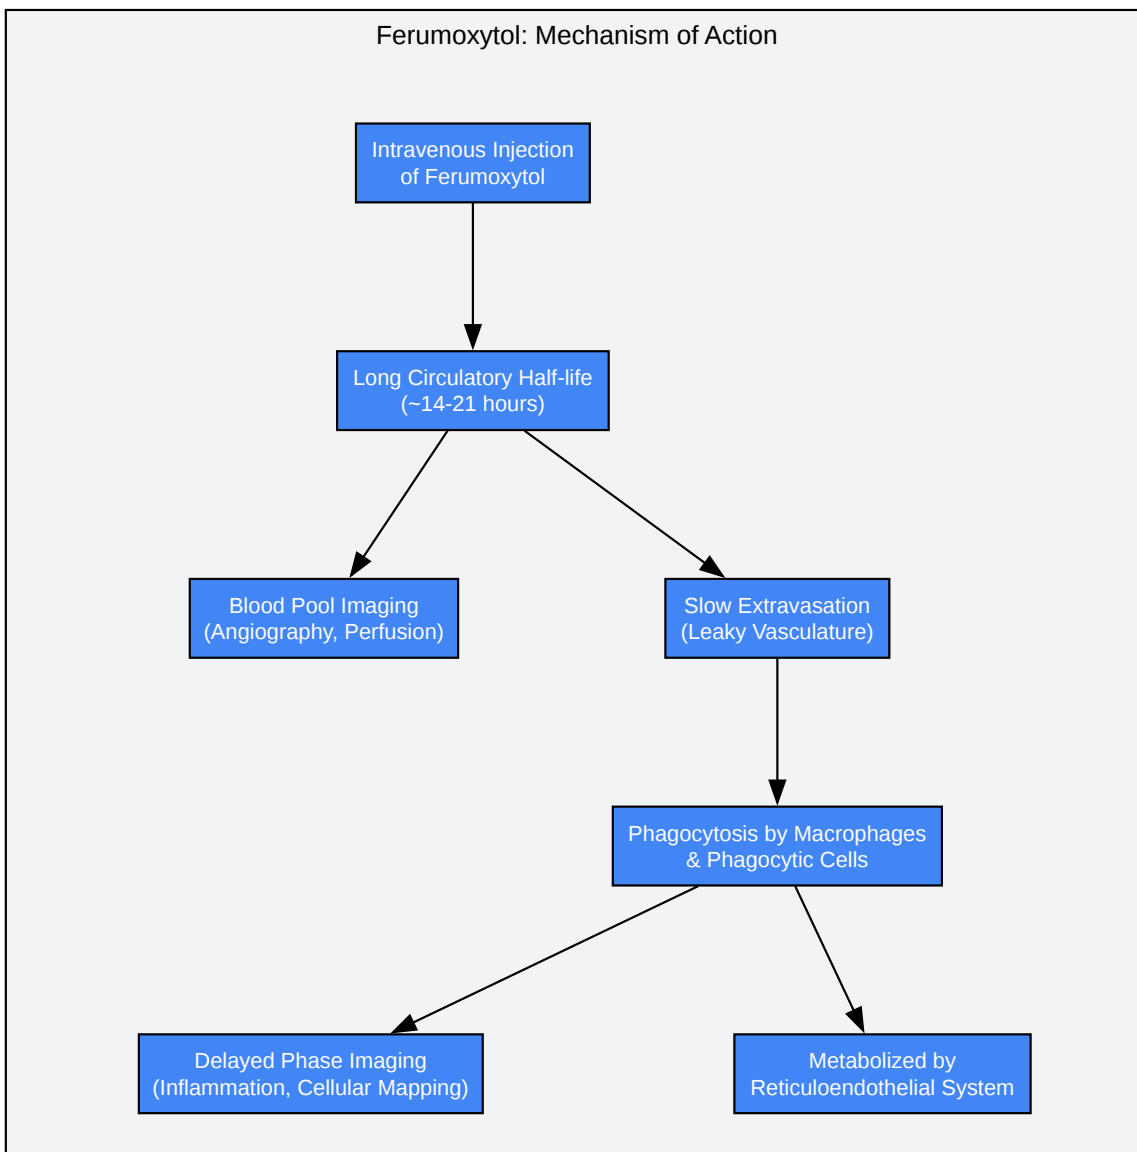 Ferumoxytol: Mechanism of Action
Intravenous Injection
of Ferumoxytol
Long Circulatory Half-life
(~14-21 hours)
Blood Pool Imaging
(Angiography, Perfusion)
Slow Extravasation
(Leaky Vasculature)
Phagocytosis by Macrophages
& Phagocytic Cells
Delayed Phase Imaging
(Inflammation, Cellular Mapping)
Metabolized by
Reticuloendothelial System